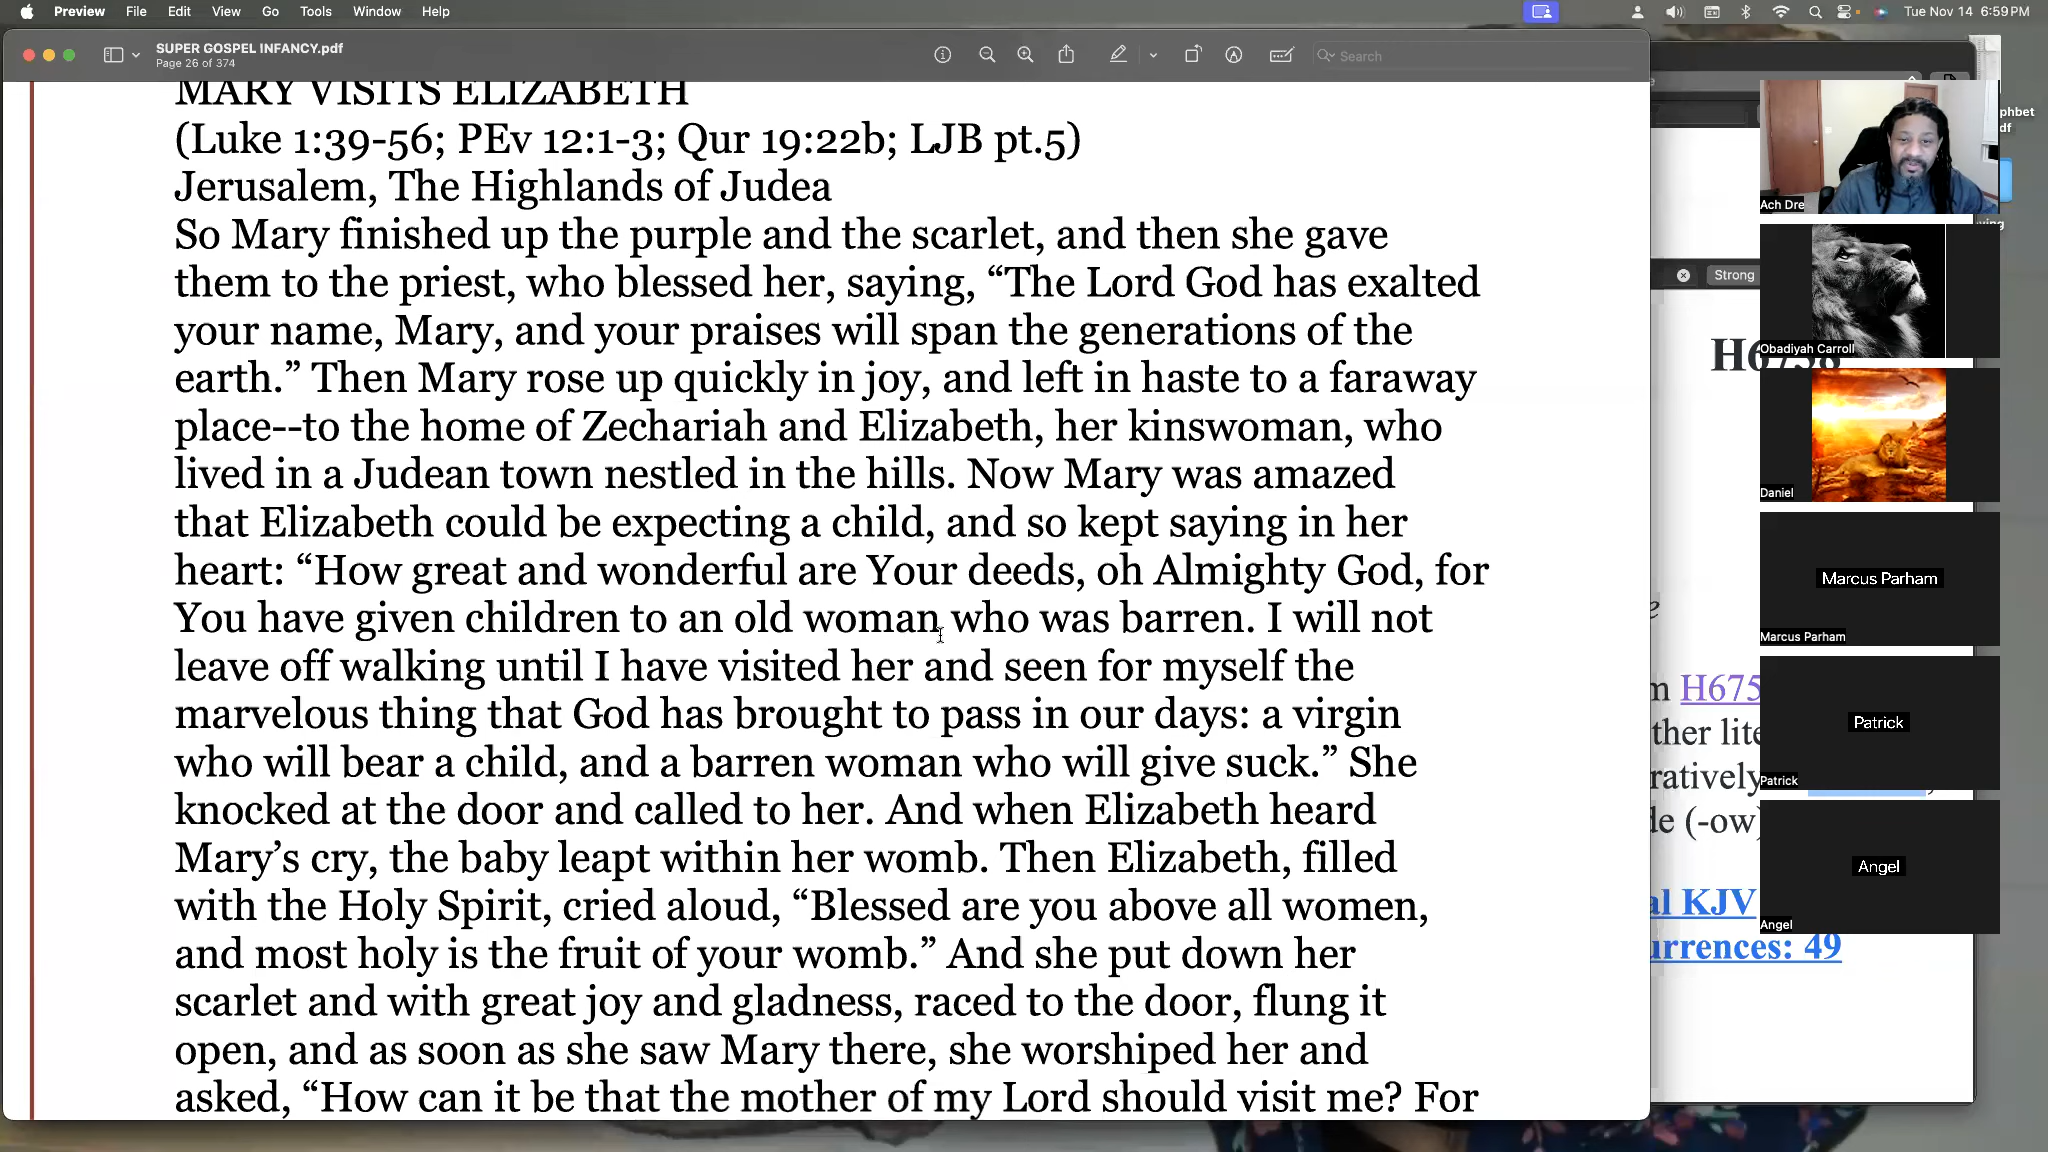 Preview File Edit View Go Tools Window Help
Tue Nov 14 6:59 PM
SUPER GOSPEL INFANCY.pdf
Page 26 of 374
Search
MARY VISITS ELIZABETH
(Luke 1:39-56; PEv 12:1-3; Qur 19:22b; LJB pt.5)
Jerusalem, The Highlands of Judea
So Mary finished up the purple and the scarlet, and then she gave
them to the priest, who blessed her, saying, “The Lord God has exalted
your name, Mary, and your praises will span the generations of the
earth.” Then Mary rose up quickly in joy, and left in haste to a faraway
place--to the home of Zechariah and Elizabeth, her kinswoman, who
lived in a Judean town nestled in the hills. Now Mary was amazed
that Elizabeth could be expecting a child, and so kept saying in her
heart: “How great and wonderful are Your deeds, oh Almighty God, for
You have given children to an old woman who was barren. I will not
leave off walking until I have visited her and seen for myself the
marvelous thing that God has brought to pass in our days: a virgin
who will bear a child, and a barren woman who will give suck.” She
knocked at the door and called to her. And when Elizabeth heard
Mary’s cry, the baby leapt within her womb. Then Elizabeth, filled
with the Holy Spirit, cried aloud, “Blessed are you above all women,
and most holy is the fruit of your womb.” And she put down her
scarlet and with great joy and gladness, raced to the door, flung it
open, and as soon as she saw Mary there, she worshiped her and
asked, “How can it be that the mother of my Lord should visit me? For
phbet
df
Ach Dre
ving
Strong
Obadiyah Carroll
Daniel
Marcus Parham
Marcus Parham
e
m H675
Patrick
ther lite
ratively
Patrick
de (-ow)
Angel
al KJV
Angel
urrences: 49